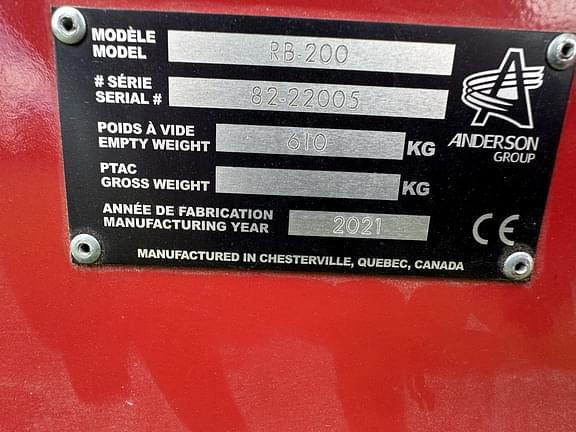 MODÈLE
MODEL
RB-200
# SÉRIE
SERIAL #
82-22005
POIDS À VIDE
EMPTY WEIGHT
610
KG
PTAC
GROSS WEIGHT
KG
ANNÉE DE FABRICATION
MANUFACTURING YEAR
2021
ANDERSON
GROUP
CE
MANUFACTURED IN CHESTERVILLE, QUEBEC, CANADA